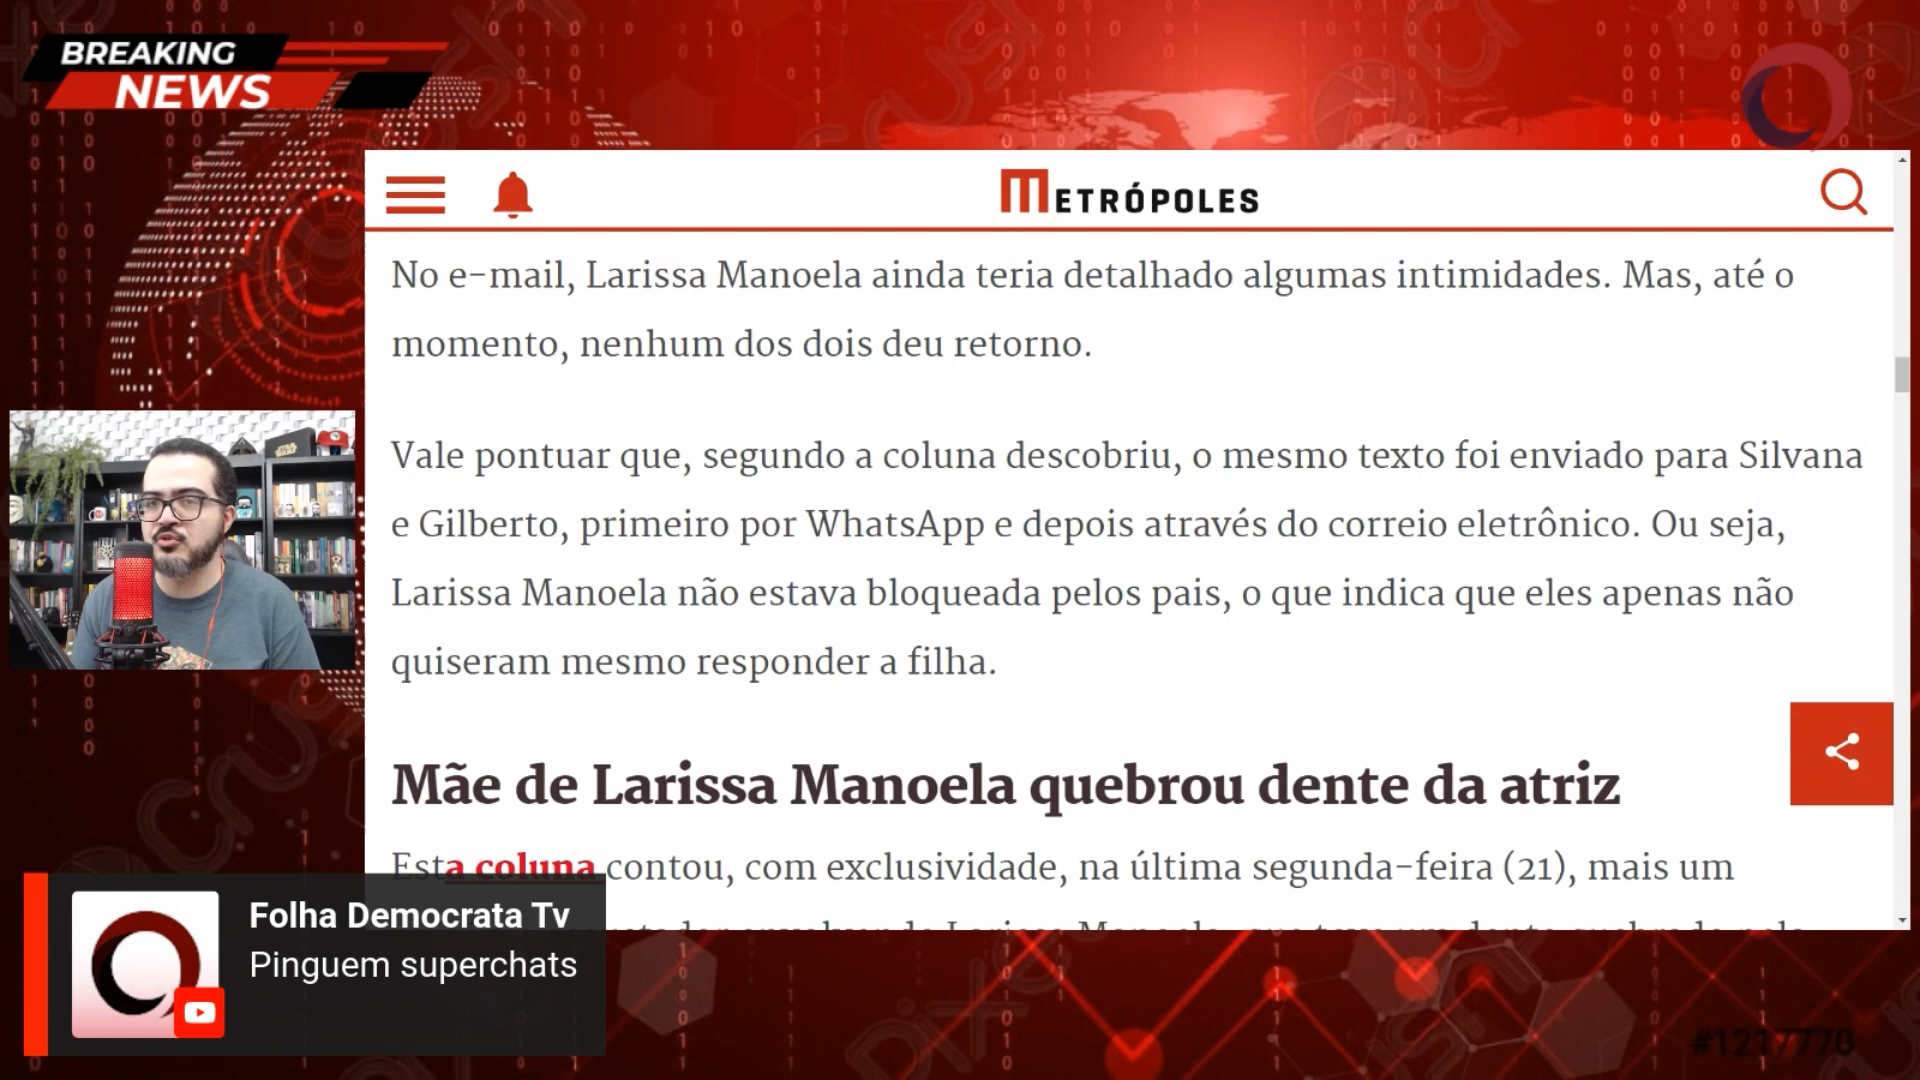 BREAKING
NEWS
METRÓPOLES
No e-mail, Larissa Manoela ainda teria detalhado algumas intimidades. Mas, até o
momento, nenhum dos dois deu retorno.
Vale pontuar que, segundo a coluna descobriu, o mesmo texto foi enviado para Silvana
e Gilberto, primeiro por WhatsApp e depois através do correio eletrônico. Ou seja,
Larissa Manoela não estava bloqueada pelos pais, o que indica que eles apenas não
quiseram mesmo responder a filha.
Mãe de Larissa Manoela quebrou dente da atriz
Esta coluna contou, com exclusividade, na última segunda-feira (21), mais um
Folha Democrata Tv
Pinguem superchats